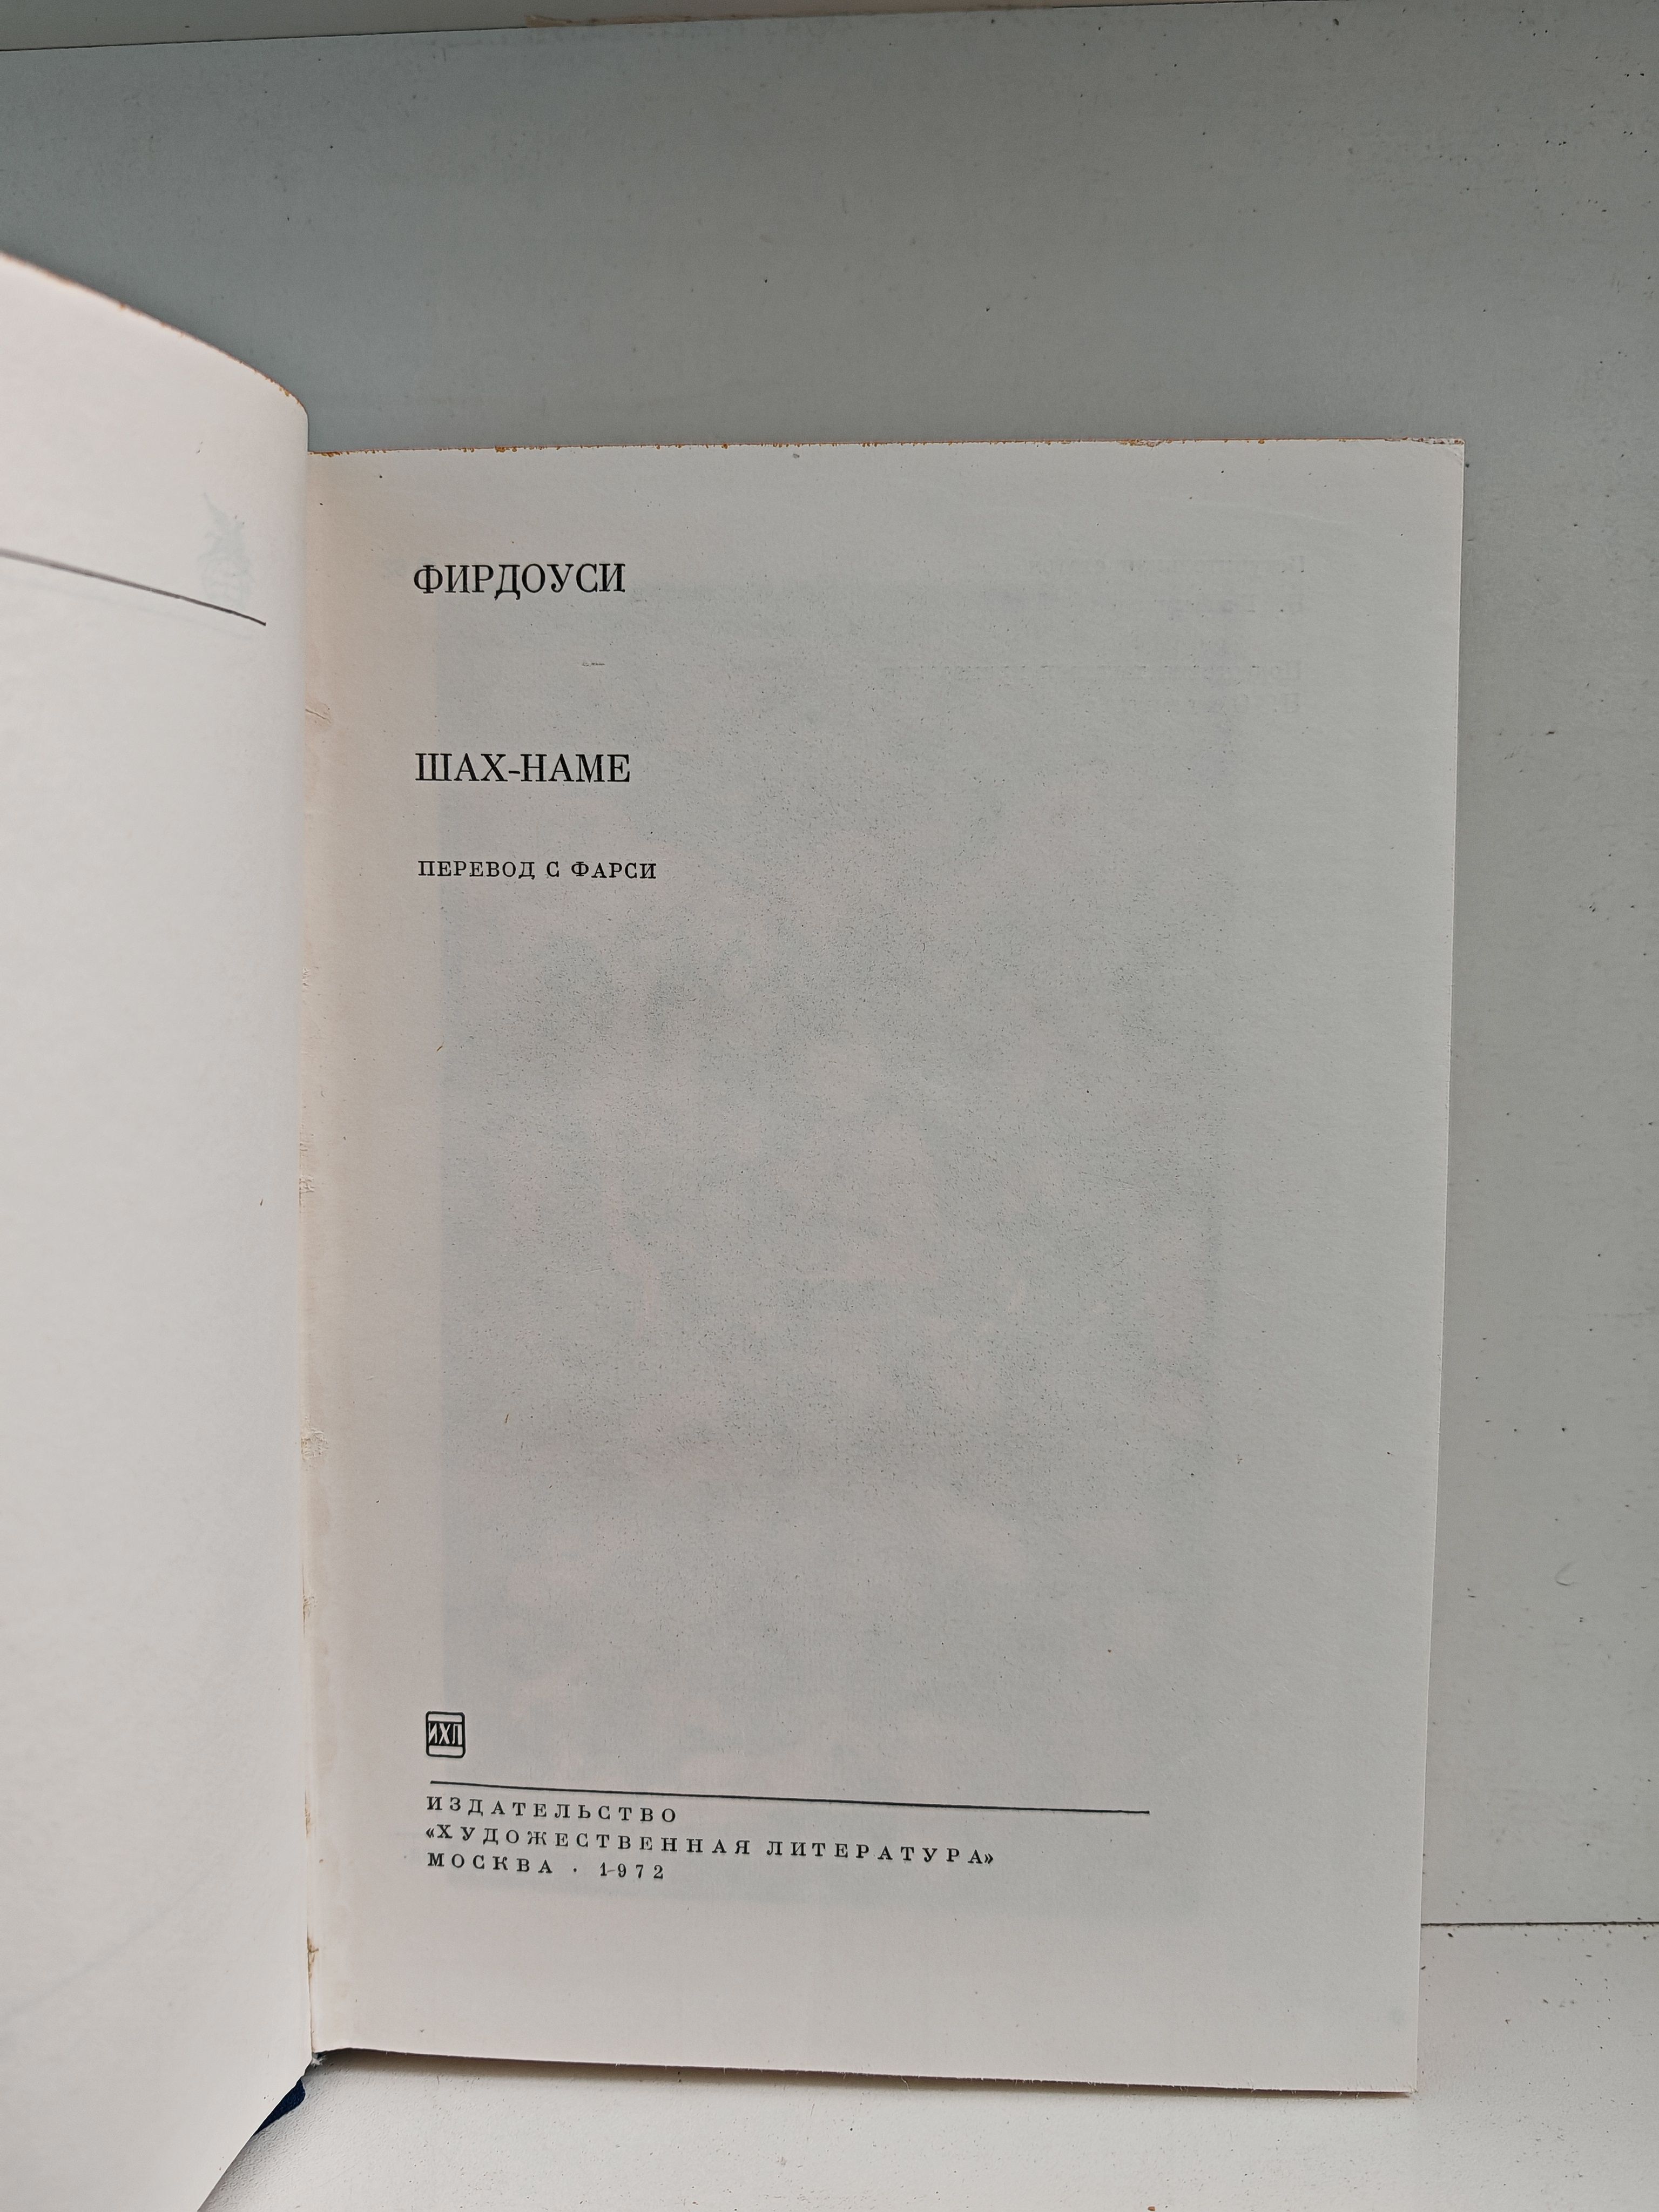 ФИРДОУСИ
ШАХ-НАМЕ
ПЕРЕВОД С ФАРСИ
ИХЛ
ИЗДАТЕЛЬСТВО
«ХУДОЖЕСТВЕННАЯ ЛИТЕРАТУРА»
МОСКВА · 1972